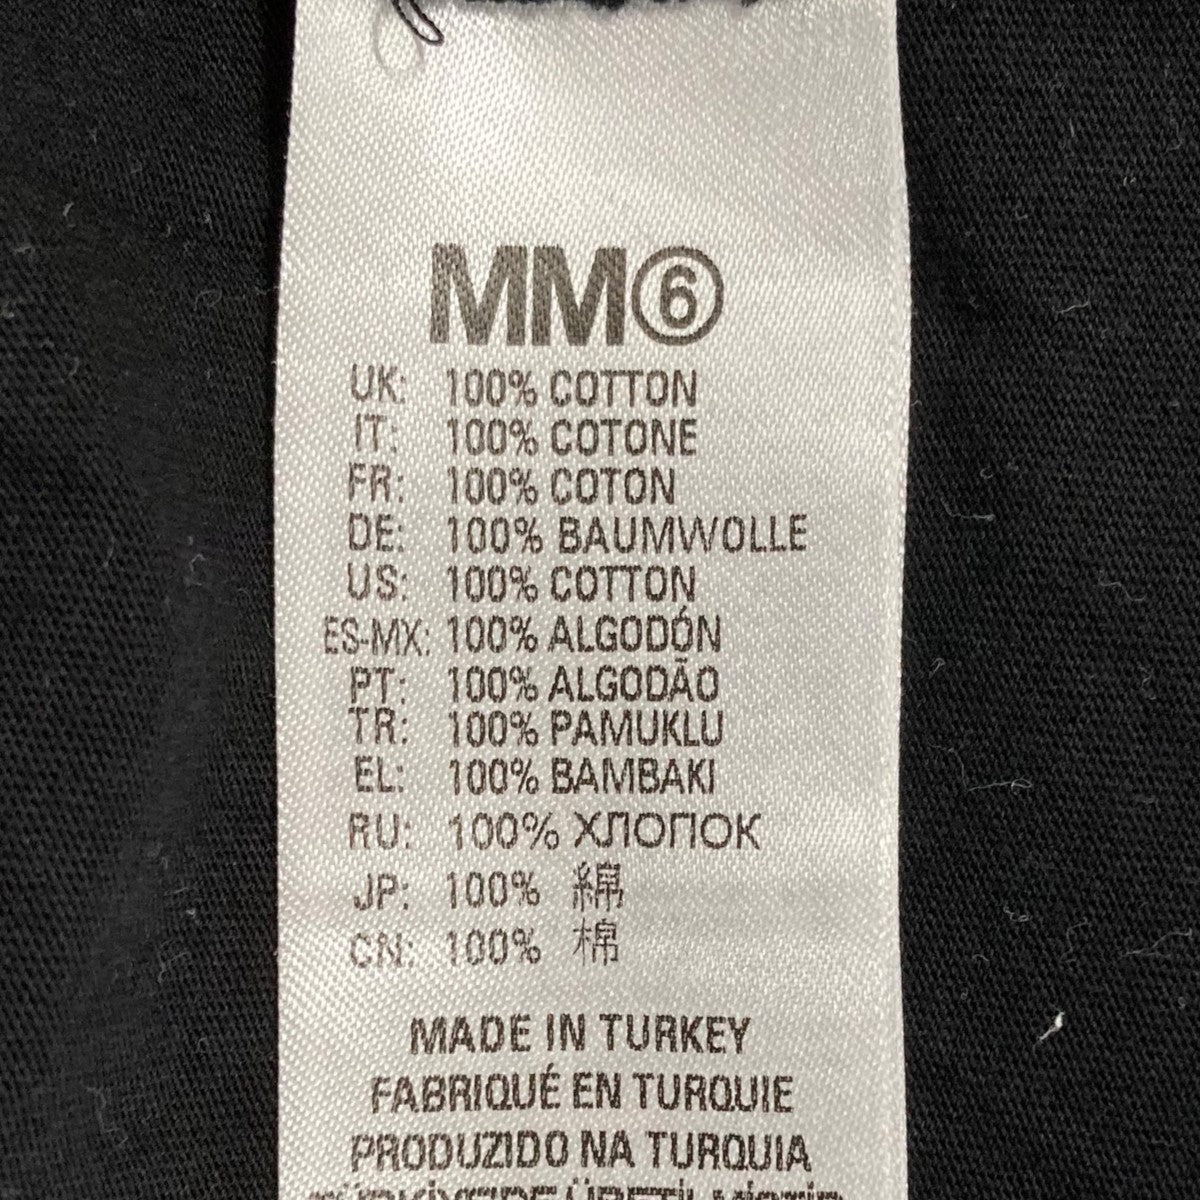 MM⑥
UK: 100% COTTON
IT: 100% COTONE
FR: 100% COTON
DE: 100% BAUMWOLLE
US: 100% COTTON
ES-MX: 100% ALGODÓN
PT: 100% ALGODÃO
TR: 100% PAMUKLU
EL: 100% BAMBAKI
RU: 100% ХЛОПОК
JP: 100% 綿
CN: 100% 棉
MADE IN TURKEY
FABRIQUÉ EN TURQUIE
PRODUZIDO NA TURQUIA